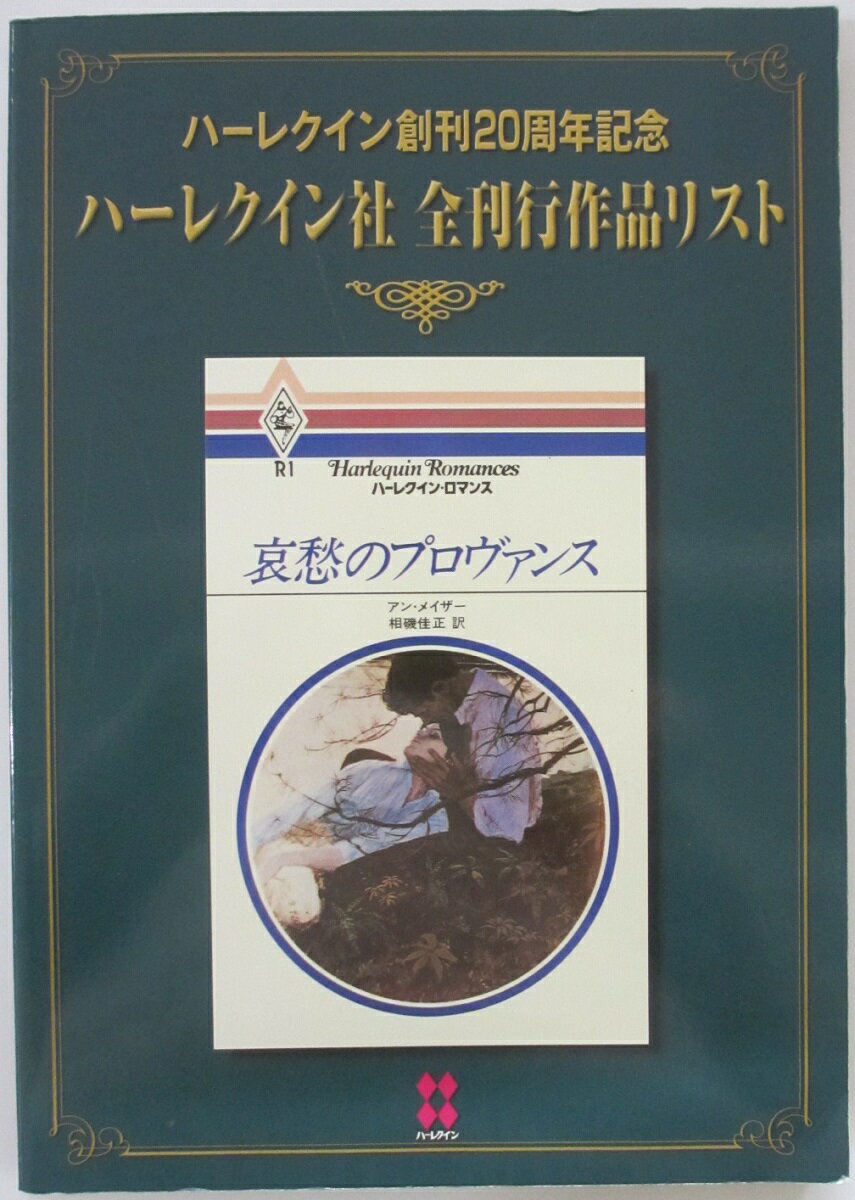 ハーレクイン創刊20周年記念
ハーレクイン社 全刊行作品リスト
R1 Harlequin Romances
ハーレクイン・ロマンス
哀愁のプロヴァンス
アン・メイザー
相磯佳正 訳
ハーレクイン